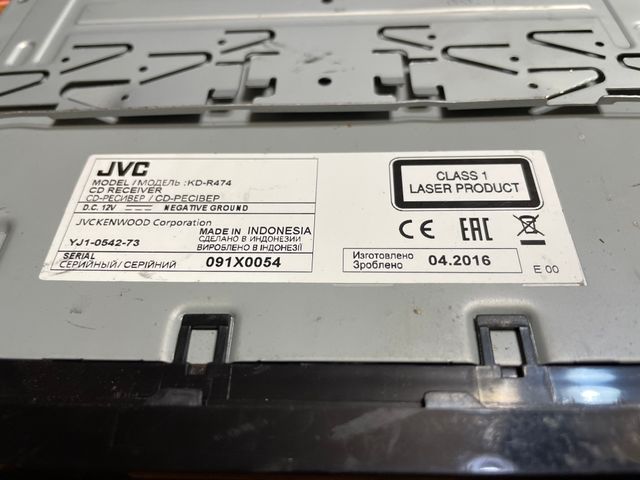 JVC
MODEL / МОДЕЛЬ :KD-R474
CD RECEIVER
CD-РЕСИВЕР / CD-РЕСІВЕР
D.C. 12V NEGATIVE GROUND
JVCKENWOOD Corporation
MADE IN INDONESIA
YJ1-0542-73
СДЕЛАНО В ИНДОНЕЗИИ
ВИРОБЛЕНО В ІНДОНЕЗІЇ
SERIAL
СЕРИЙНЫЙ / СЕРІЙНИЙ
091X0054
CLASS 1
LASER PRODUCT
CE EAC
Изготовлено
Зроблено
04.2016
E 00